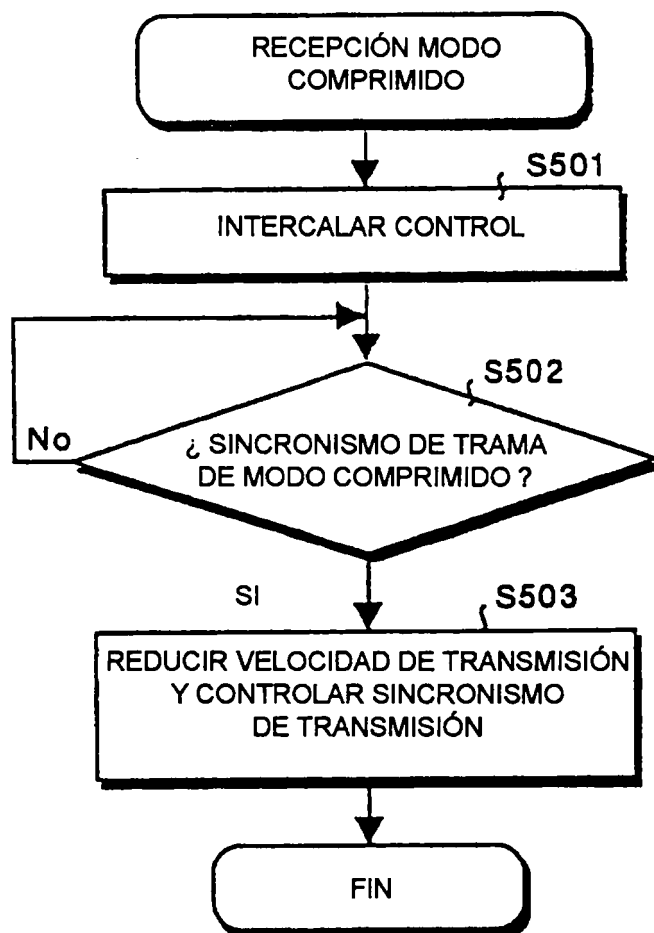 RECEPCIÓN MODO
COMPRIMIDO
S501
INTERCALAR CONTROL
S502
No
¿ SINCRONISMO DE TRAMA
DE MODO COMPRIMIDO ?
SI
S503
REDUCIR VELOCIDAD DE TRANSMISIÓN
Y CONTROLAR SINCRONISMO
DE TRANSMISIÓN
FIN